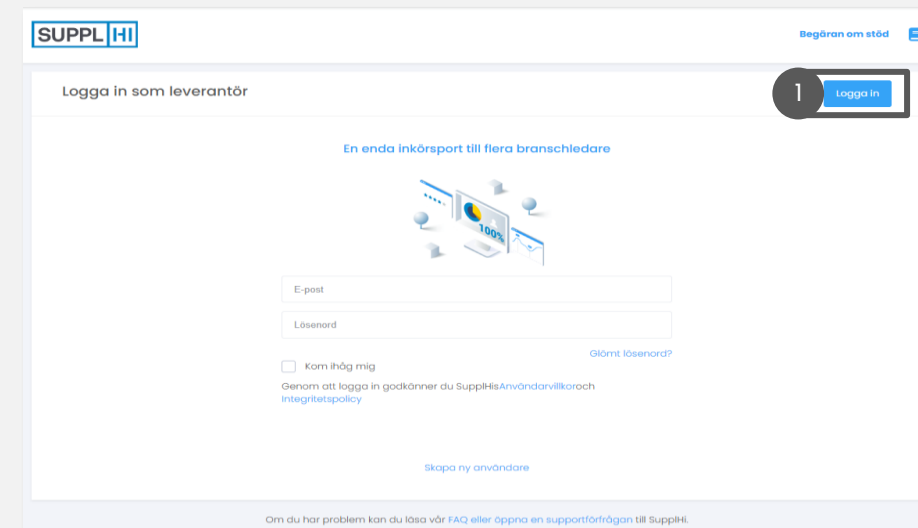 SUPPLHI
Begäran om stöd
Logga in som leverantör
1
Logga in
En enda inkörsport till flera branschledare
100%
E-post
Lösenord
Glömt lösenord?
Kom ihåg mig
Genom att logga in godkänner du SupplHisAnvändarvillkoroch
Integritetspolicy
Skapa ny användare
Om du har problem kan du läsa vår FAQ eller öppna en supportförfrågan till SupplHi.